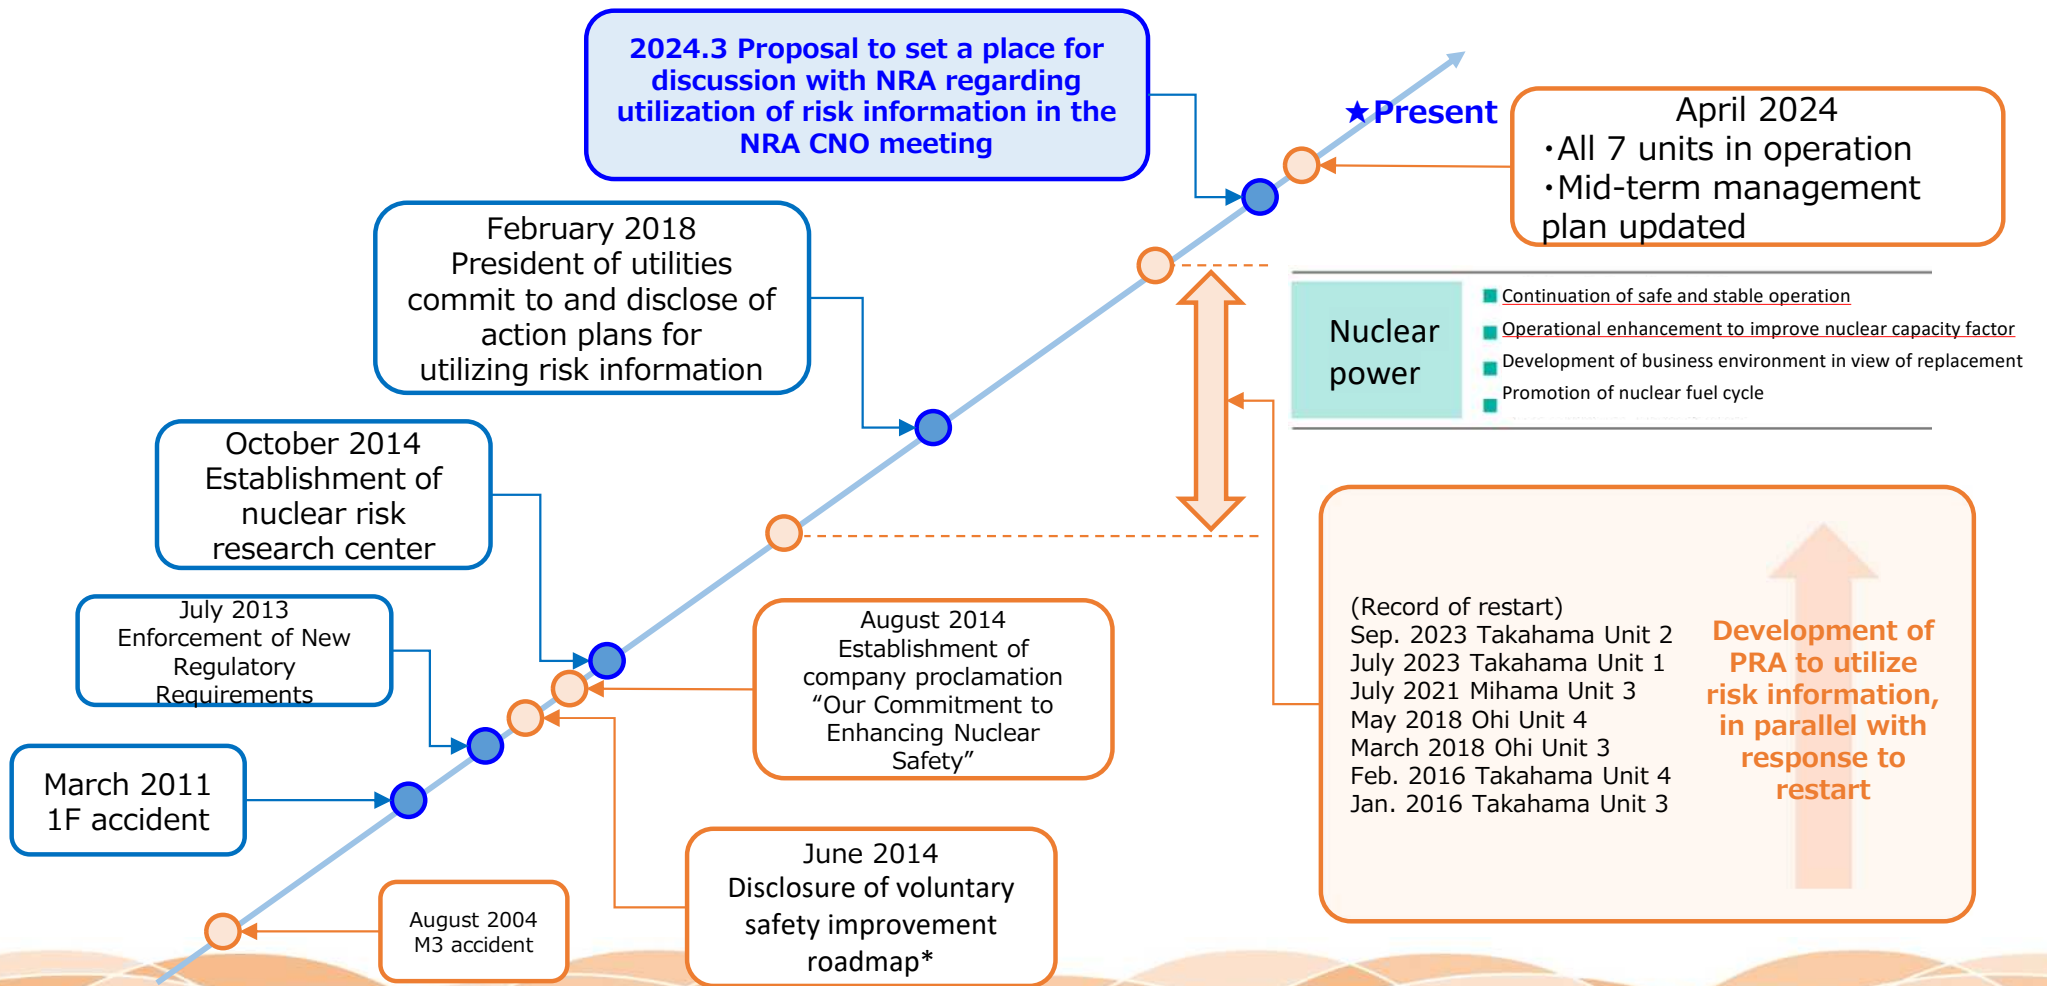 2024.3 Proposal to set a place for
discussion with NRA regarding
utilization of risk information in the
NRA CNO meeting
★Present
April 2024
・All 7 units in operation
・Mid-term management
plan updated
February 2018
President of utilities
commit to and disclose of
action plans for
utilizing risk information
Nuclear
power
Continuation of safe and stable operation
Operational enhancement to improve nuclear capacity factor
Development of business environment in view of replacement
Promotion of nuclear fuel cycle
October 2014
Establishment of
nuclear risk
research center
July 2013
Enforcement of New
Regulatory
Requirements
August 2014
Establishment of
company proclamation
“Our Commitment to
Enhancing Nuclear
Safety”
(Record of restart)
Sep. 2023 Takahama Unit 2
July 2023 Takahama Unit 1
July 2021 Mihama Unit 3
May 2018 Ohi Unit 4
March 2018 Ohi Unit 3
Feb. 2016 Takahama Unit 4
Jan. 2016 Takahama Unit 3
Development of
PRA to utilize
risk information,
in parallel with
response to
restart
March 2011
1F accident
June 2014
Disclosure of voluntary
safety improvement
roadmap*
August 2004
M3 accident